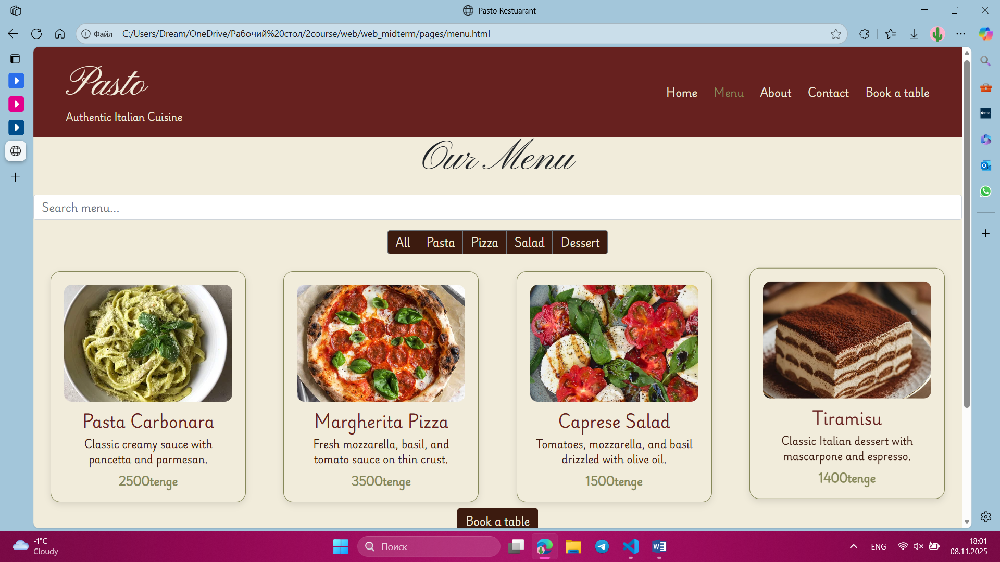 Pasto Restuarant
Файл
C:/Users/Dream/OneDrive/Рабочий%20стол/2course/web/web_midterm/pages/menu.html
Pasto
Authentic Italian Cuisine
Home
Menu
About
Contact
Book a table
Our Menu
Search menu...
All
Pasta
Pizza
Salad
Dessert
Pasta Carbonara
Classic creamy sauce with
pancetta and parmesan.
2500tenge
Margherita Pizza
Fresh mozzarella, basil, and
tomato sauce on thin crust.
3500tenge
Caprese Salad
Tomatoes, mozzarella, and basil
drizzled with olive oil.
1500tenge
Tiramisu
Classic Italian dessert with
mascarpone and espresso.
1400tenge
Book a table
-1°C
Cloudy
Поиск
ENG
18:01
08.11.2025